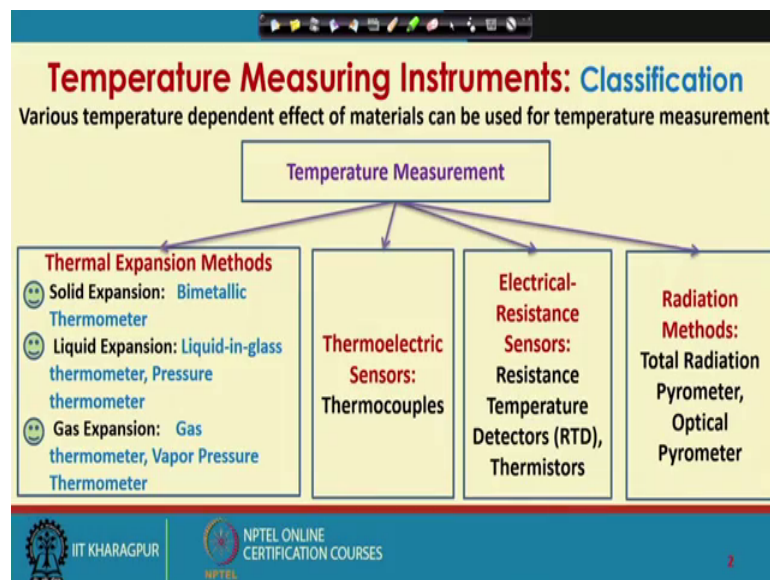 Temperature Measuring Instruments: Classification
Various temperature dependent effect of materials can be used for temperature measurement
Temperature Measurement
Thermal Expansion Methods
Solid Expansion: Bimetallic
Thermometer
Liquid Expansion: Liquid-in-glass
thermometer, Pressure
thermometer
Gas Expansion: Gas
thermometer, Vapor Pressure
Thermometer
Thermoelectric
Sensors:
Thermocouples
Electrical-
Resistance
Sensors:
Resistance
Temperature
Detectors (RTD),
Thermistors
Radiation
Methods:
Total Radiation
Pyrometer,
Optical
Pyrometer
IIT KHARAGPUR
NPTEL
NPTEL ONLINE
CERTIFICATION COURSES
2